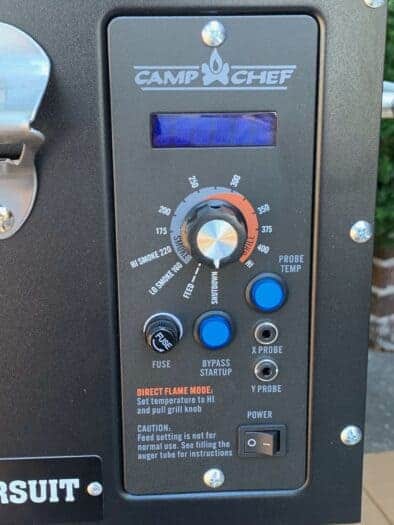 CAMP CHEF
300
250
350
200
375
175
400
HI SMOKE 220
HI
LO SMOKE 160
FEED
SHUTDOWN
PROBE
TEMP
FUSE
FUSE
BYPASS
STARTUP
X PROBE
Y PROBE
DIRECT FLAME MODE:
Set temperature to HI
and pull grill knob
POWER
CAUTION:
Feed setting is not for
normal use. See filling the
auger tube for instructions
RSUIT